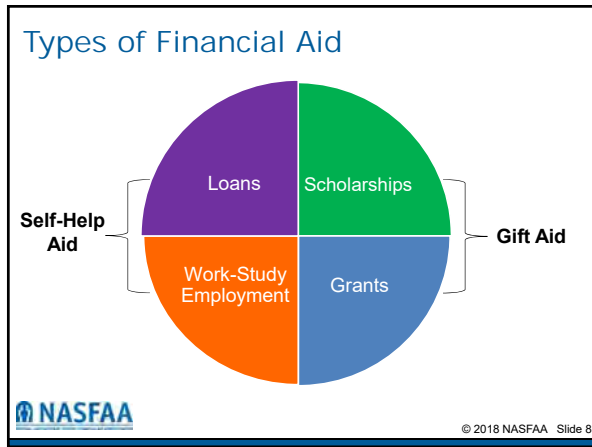 Types of Financial Aid
Loans
Scholarships
Self-Help
Aid
Gift Aid
Work-Study
Employment
Grants
NASFAA
© 2018 NASFAA Slide 8